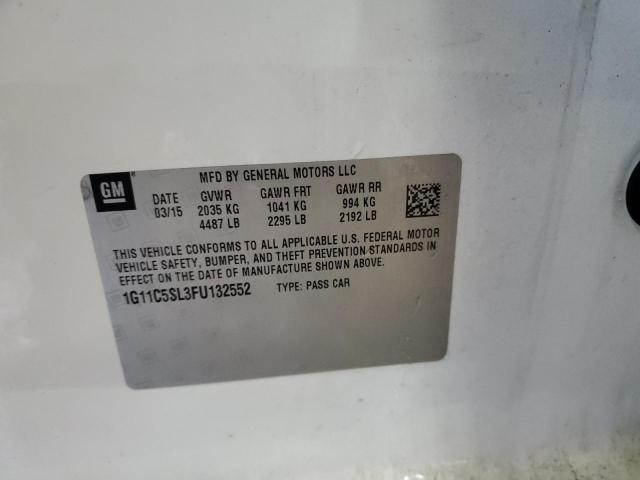 GM
MFD BY GENERAL MOTORS LLC
DATE GVWR GAWR FRT GAWR RR
03/15 2035 KG 1041 KG 994 KG
4487 LB 2295 LB 2192 LB
THIS VEHICLE CONFORMS TO ALL APPLICABLE U.S. FEDERAL MOTOR
VEHICLE SAFETY, BUMPER, AND THEFT PREVENTION STANDARDS IN
EFFECT ON THE DATE OF MANUFACTURE SHOWN ABOVE.
1G11C5SL3FU132552 TYPE: PASS CAR